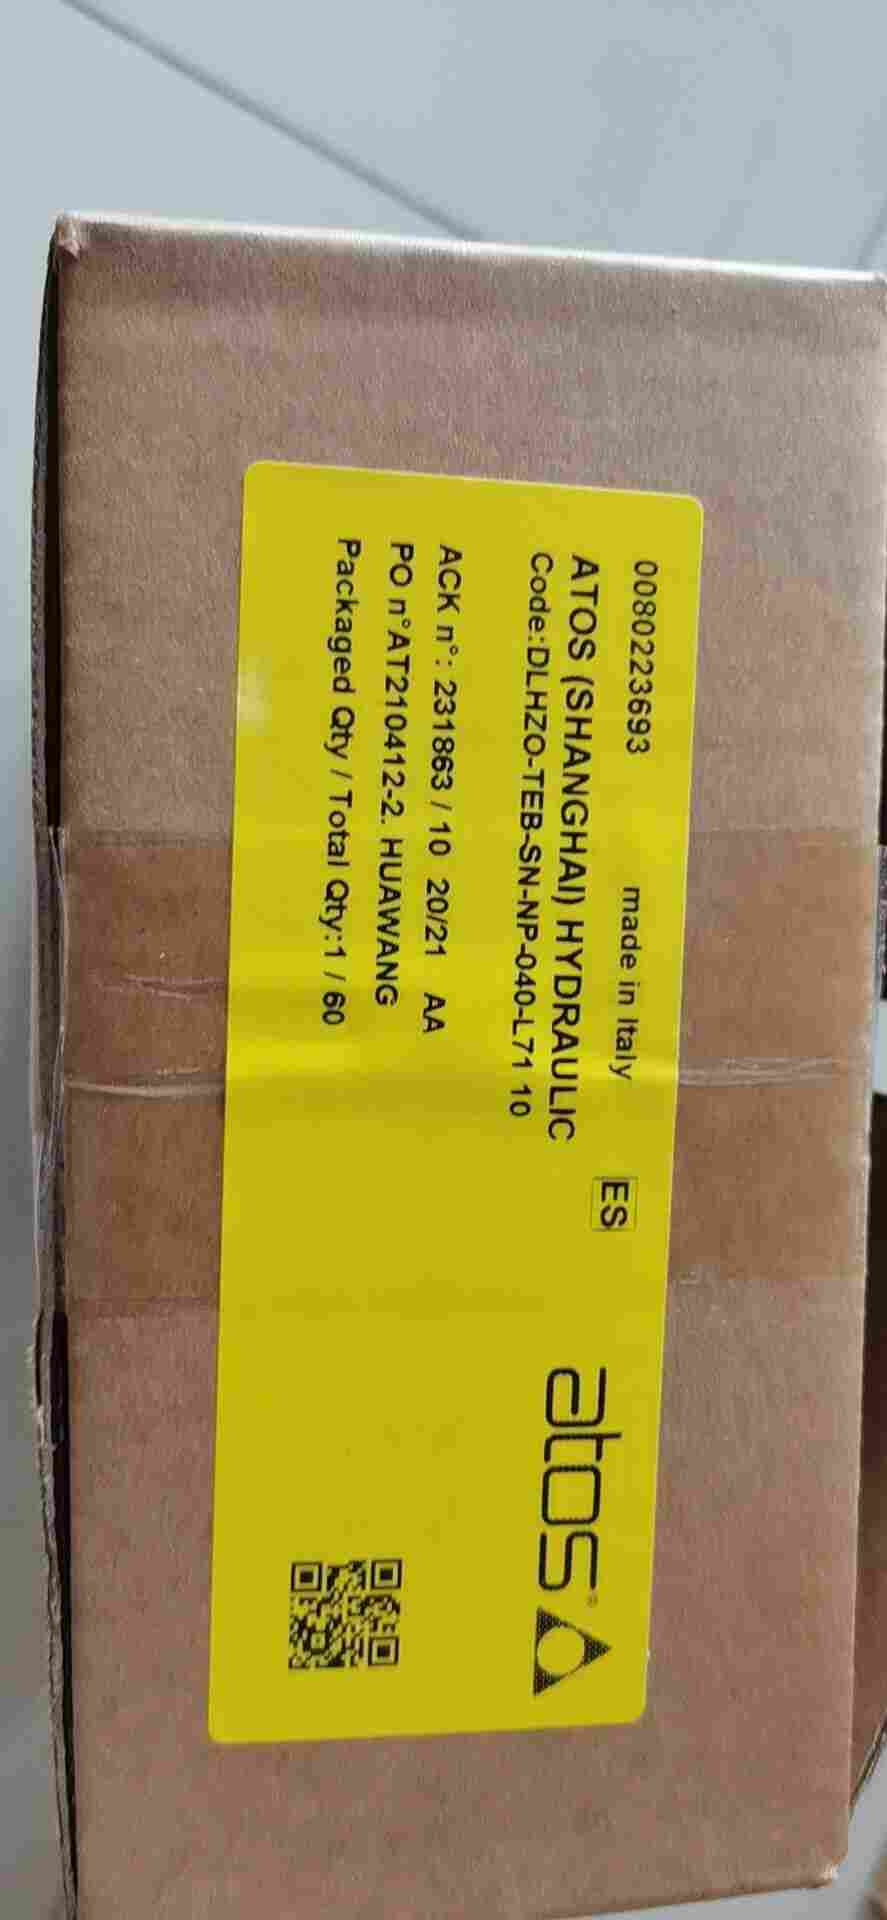 0080223693 made in Italy ES
ATOS (SHANGHAI) HYDRAULIC
Code:DLHZO-TEB-SN-NP-040-L71 10
ACK n°: 231863 / 10 20/21 AA
PO n°AT210412-2. HUAWANG
Packaged Qty / Total Qty:1 / 60
atos®